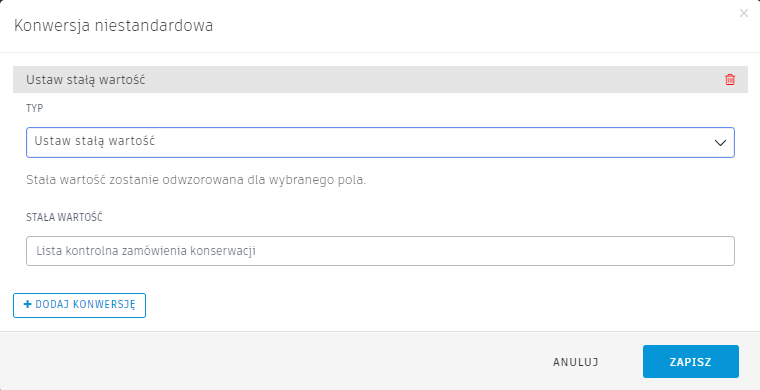 Konwersja niestandardowa
Ustaw stałą wartość
TYP
Ustaw stałą wartość
Stała wartość zostanie odwzorowana dla wybranego pola.
STAŁA WARTOŚĆ
Lista kontrolna zamówienia konserwacji
+ DODAJ KONWERSJĘ
ANULUJ
ZAPISZ